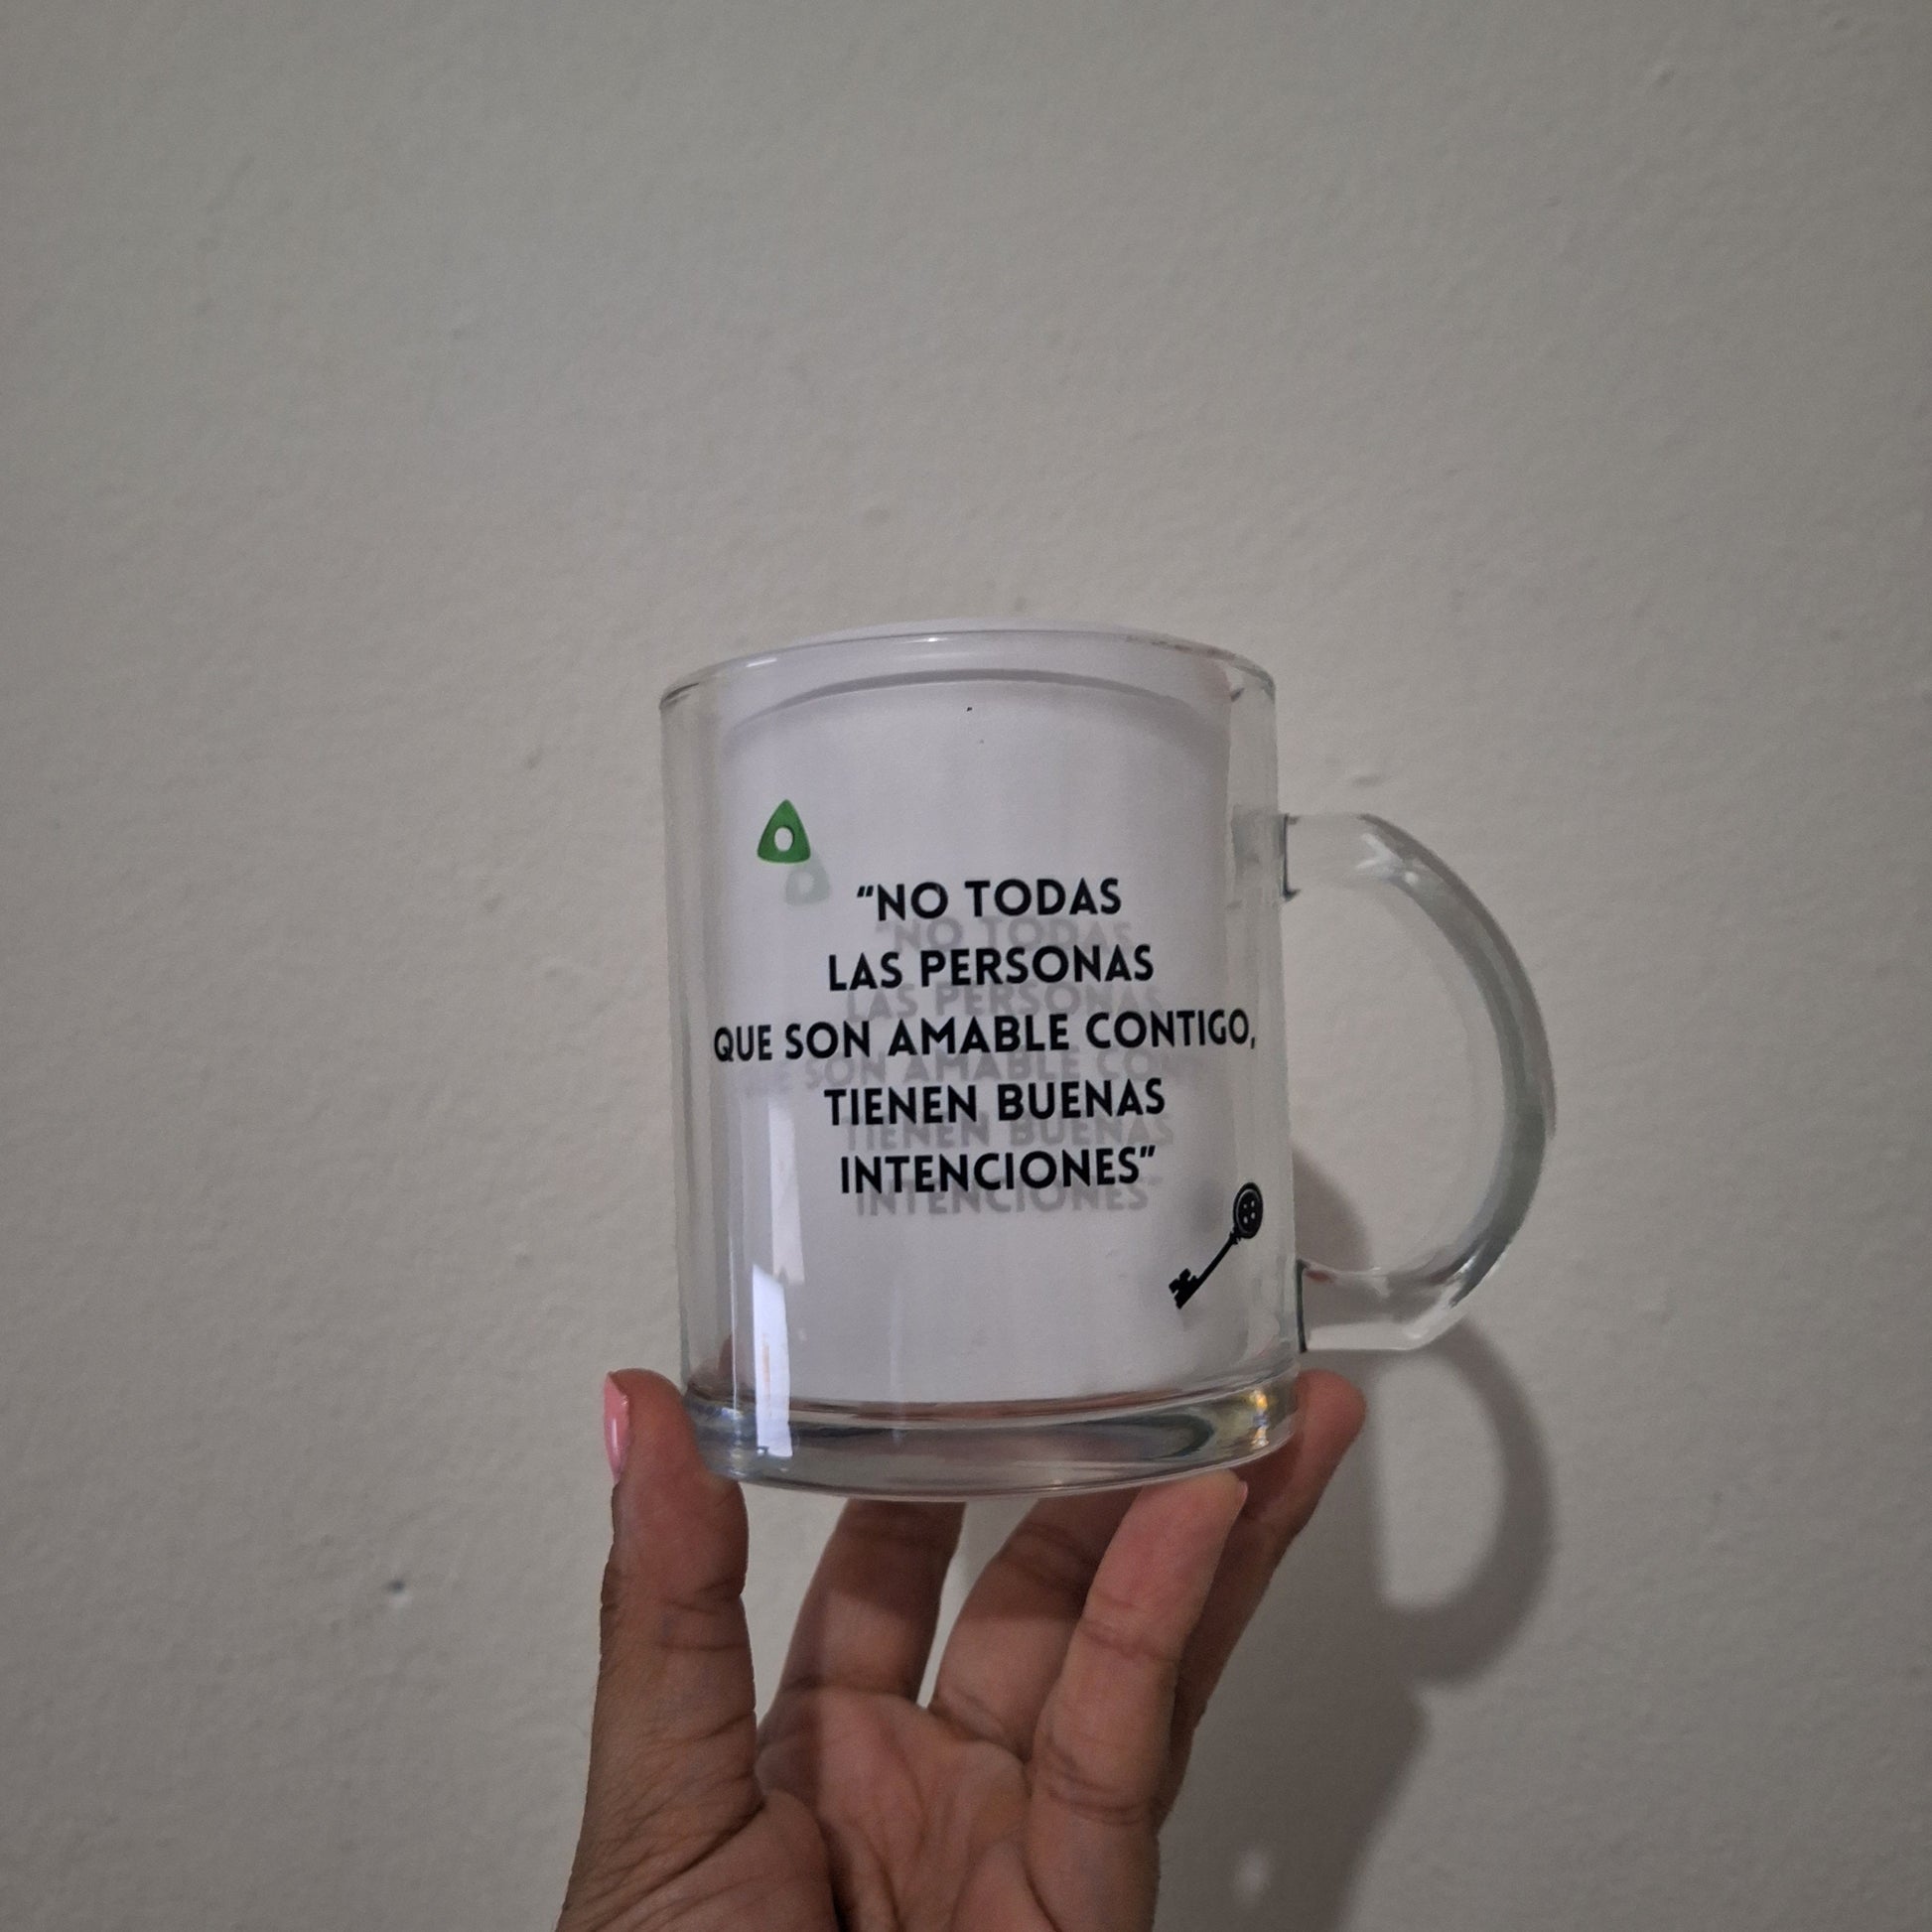 “NO TODAS
LAS PERSONAS
QUE SON AMABLE CONTIGO,
TIENEN BUENAS
INTENCIONES”